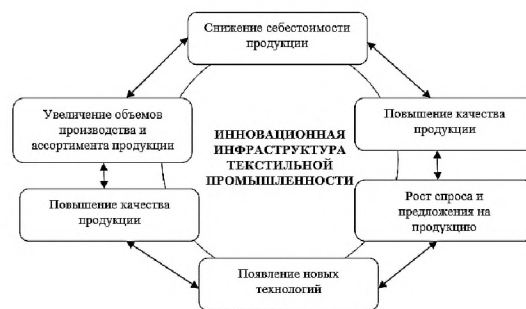 Снижение себестоимости
продукции
Увеличение объемов
производства и
ассортимента продукции
Повышение качества
продукции
ИННОВАЦИОННАЯ
ИНФРАСТРУКТУРА
ТЕКСТИЛЬНОЙ
ПРОМЫШЛЕННОСТИ
Повышение качества
продукции
Рост спроса и
предложения на
продукцию
Появление новых
технологий